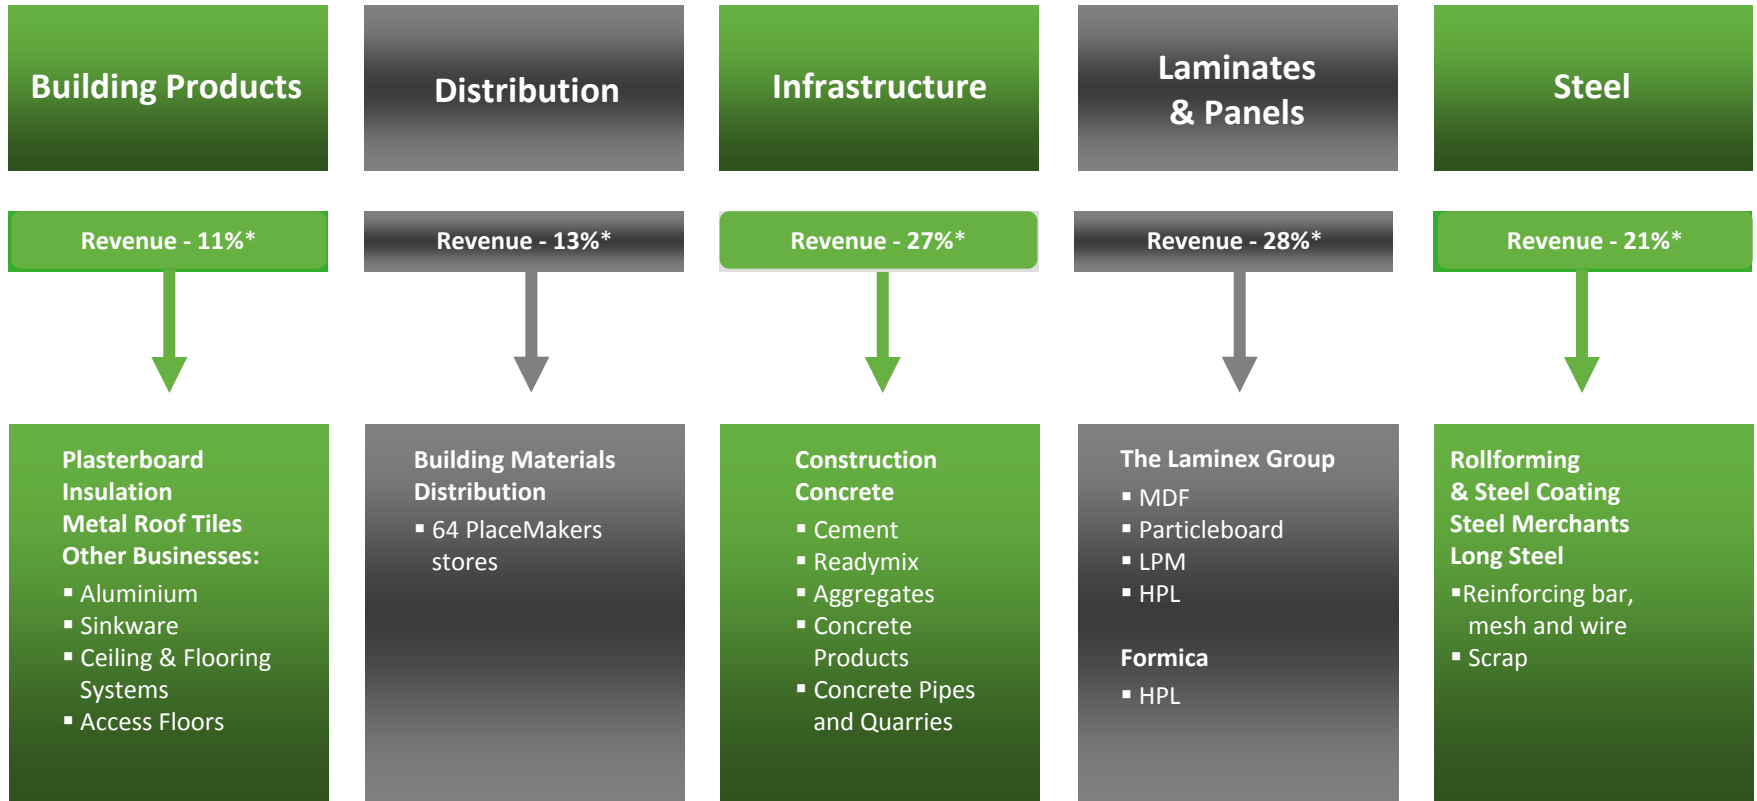 Building Products
Revenue - 11%*
Plasterboard
Insulation
Metal Roof Tiles
Other Businesses:
▪ Aluminium
▪ Sinkware
▪ Ceiling & Flooring
Systems
▪ Access Floors
Distribution
Revenue - 13%*
Building Materials
Distribution
▪ 64 PlaceMakers
stores
Infrastructure
Revenue - 27%*
Construction
Concrete
▪ Cement
▪ Readymix
▪ Aggregates
▪ Concrete
Products
▪ Concrete Pipes
and Quarries
Laminates
& Panels
Revenue - 28%*
The Laminex Group
▪ MDF
▪ Particleboard
▪ LPM
▪ HPL
Formica
▪ HPL
Steel
Revenue - 21%*
Rollforming
& Steel Coating
Steel Merchants
Long Steel
▪Reinforcing bar,
mesh and wire
▪ Scrap